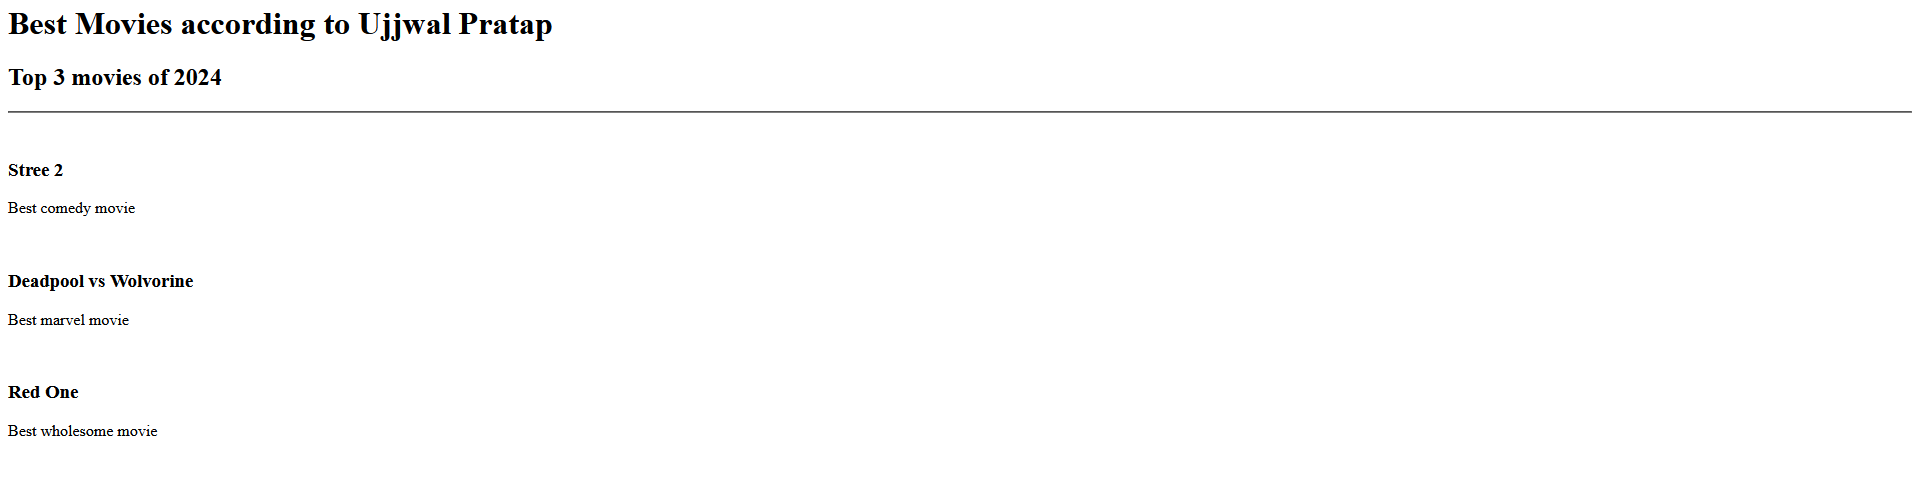 Best Movies according to Ujjwal Pratap
Top 3 movies of 2024
Stree 2
Best comedy movie
Deadpool vs Wolvorine
Best marvel movie
Red One
Best wholesome movie